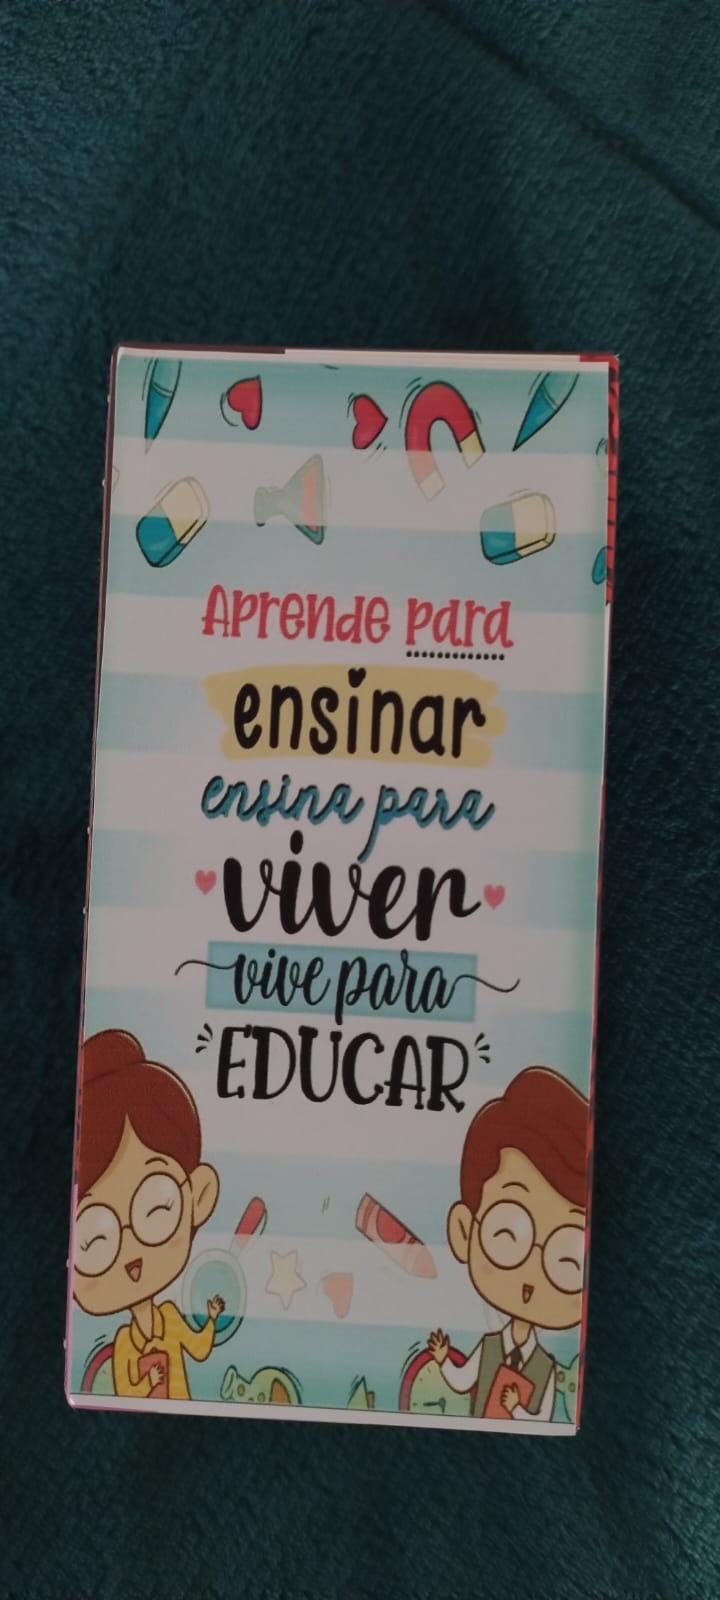 Aprende para
ensinar
ensina para
viver
vive para
EDUCAR